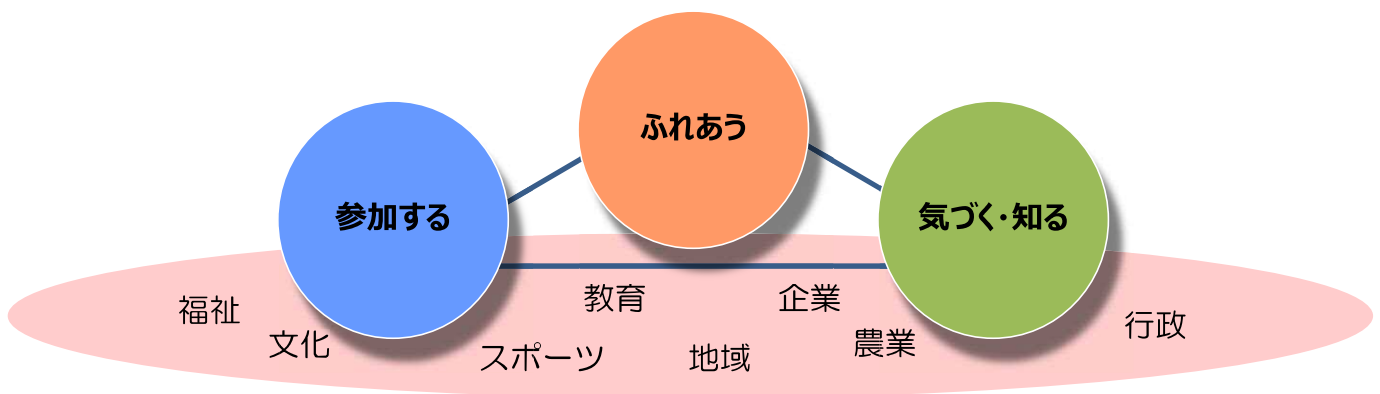 ふれあう
参加する
気づく・知る
福祉
文化
教育
スポーツ
企業
地域
農業
行政